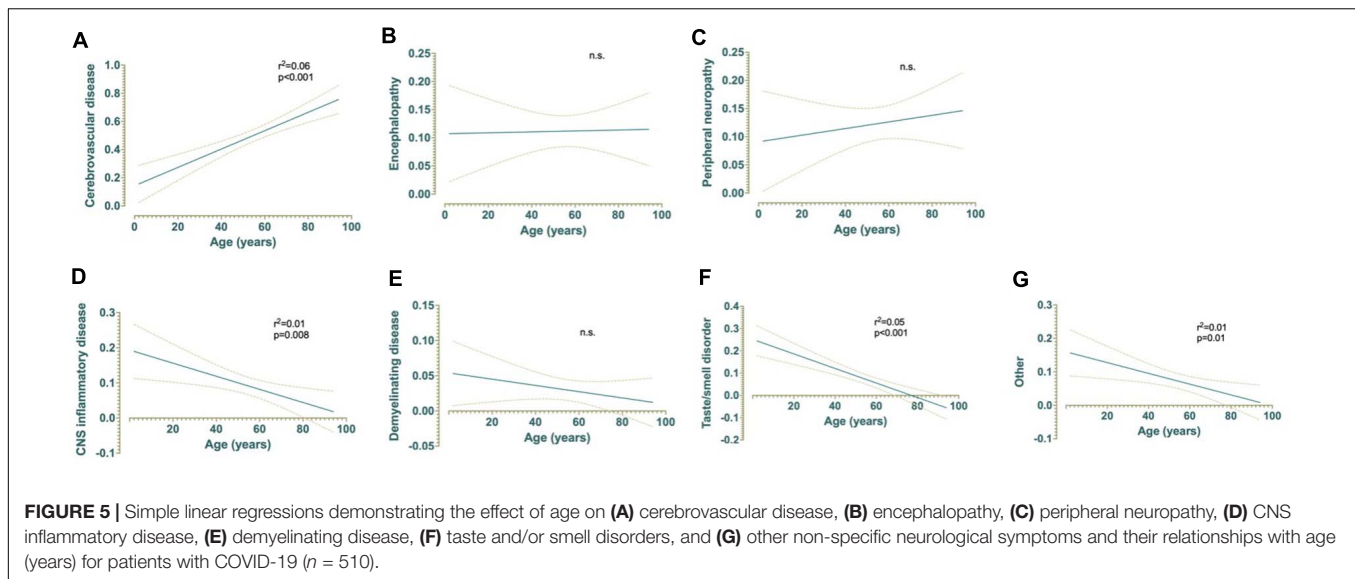 A
Cerebrovascular disease
1.0
0.8
0.6
0.4
0.2
0.0
r²=0.06
p<0.001
0 20 40 60 80 100
Age (years)
B
Encephalopathy
0.25
0.20
0.15
0.10
0.05
0.00
n.s.
0 20 40 60 80 100
Age (years)
C
Peripheral neuropathy
0.25
0.20
0.15
0.10
0.05
0.00
n.s.
0 20 40 60 80 100
Age (years)
D
CNS inflammatory disease
0.3
0.2
0.1
0.0
-0.1
r²=0.01
p=0.008
20 40 60 80 100
Age (years)
E
Demyelinating disease
0.15
0.10
0.05
0.00
-0.05
n.s.
20 40 60 80 100
Age (years)
F
Taste/smell disorder
0.4
0.3
0.2
0.1
0.0
-0.1
-0.2
r²=0.05
p<0.001
20 40 60 80 100
Age (years)
G
Other
0.3
0.2
0.1
0.0
-0.1
r²=0.01
p=0.01
20 40 60 80 100
Age (years)
FIGURE 5 | Simple linear regressions demonstrating the effect of age on (A) cerebrovascular disease, (B) encephalopathy, (C) peripheral neuropathy, (D) CNS
inflammatory disease, (E) demyelinating disease, (F) taste and/or smell disorders, and (G) other non-specific neurological symptoms and their relationships with age
(years) for patients with COVID-19 (n = 510).